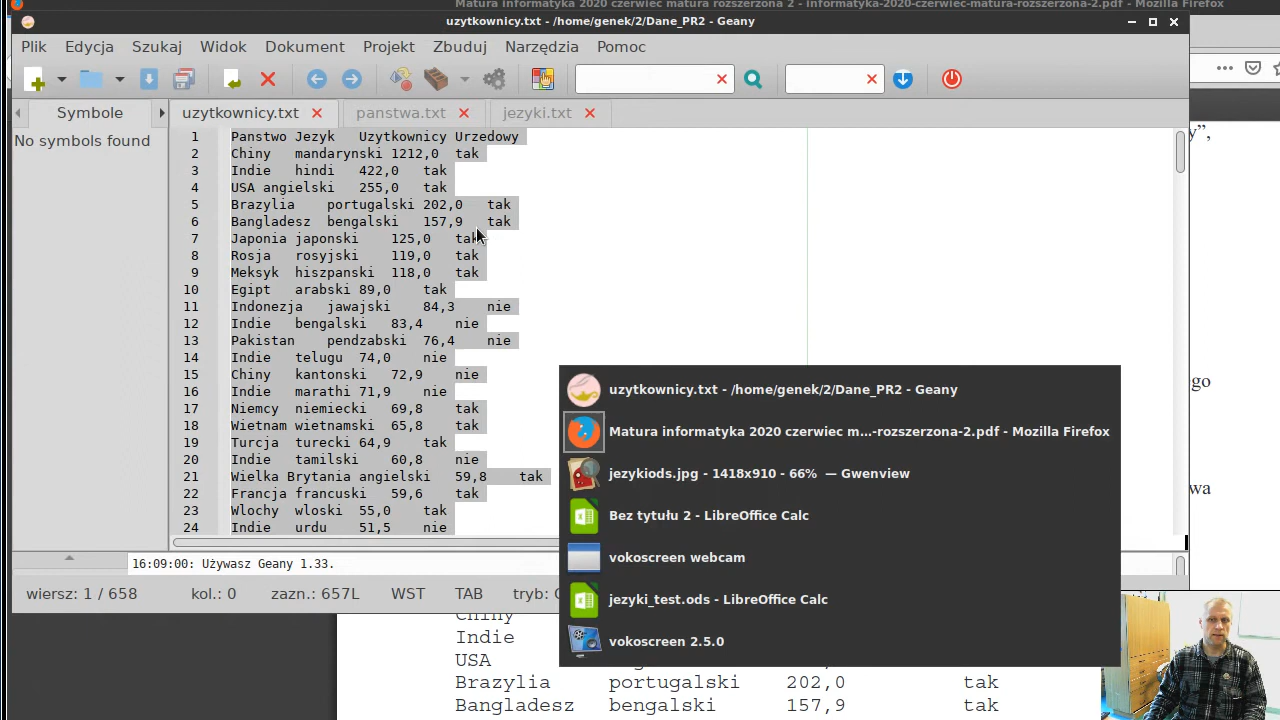 Matura Informatyka 2020 czerwiec matura rozszerzona 2 - informatyka-2020-czerwiec-matura-rozszerzona-2.pdf - Mozilla Firefox
uzytkownicy.txt - /home/genek/2/Dane_PR2 - Geany
Plik Edycja Szukaj Widok Dokument Projekt Zbuduj Narzędzia Pomoc
Symbole uzytkownicy.txt panstwa.txt jezyki.txt
No symbols found
1 Panstwo Jezyk Uzytkownicy Urzedowy
2 Chiny mandarynski 1212,0 tak
3 Indie hindi 422,0 tak
4 USA angielski 255,0 tak
5 Brazylia portugalski 202,0 tak
6 Bangladesz bengalski 157,9 tak
7 Japonia japonski 125,0 tak
8 Rosja rosyjski 119,0 tak
9 Meksyk hiszpanski 118,0 tak
10 Egipt arabski 89,0 tak
11 Indonezja jawajski 84,3 nie
12 Indie bengalski 83,4 nie
13 Pakistan pendzabski 76,4 nie
14 Indie telugu 74,0 nie
15 Chiny kantonski 72,9 nie
16 Indie marathi 71,9 nie
17 Niemcy niemiecki 69,8 tak
18 Wietnam wietnamski 65,8 tak
19 Turcja turecki 64,9 tak
20 Indie tamilski 60,8 nie
21 Wielka Brytania angielski 59,8 tak
22 Francja francuski 59,6 tak
23 Wlochy wloski 55,0 tak
24 Indie urdu 51,5 nie
y”,
go
wa
uzytkownicy.txt - /home/genek/2/Dane_PR2 - Geany
Matura informatyka 2020 czerwiec m...-rozszerzona-2.pdf - Mozilla Firefox
jezykiods.jpg - 1418x910 - 66% — Gwenview
Bez tytułu 2 - LibreOffice Calc
vokoscreen webcam
jezyki_test.ods - LibreOffice Calc
vokoscreen 2.5.0
16:09:00: Używasz Geany 1.33.
wiersz: 1 / 658 kol.: 0 zazn.: 657L WST TAB tryb:
Chiny
Indie
USA
Brazylia portugalski 202,0 tak
Bangladesz bengalski 157,9 tak